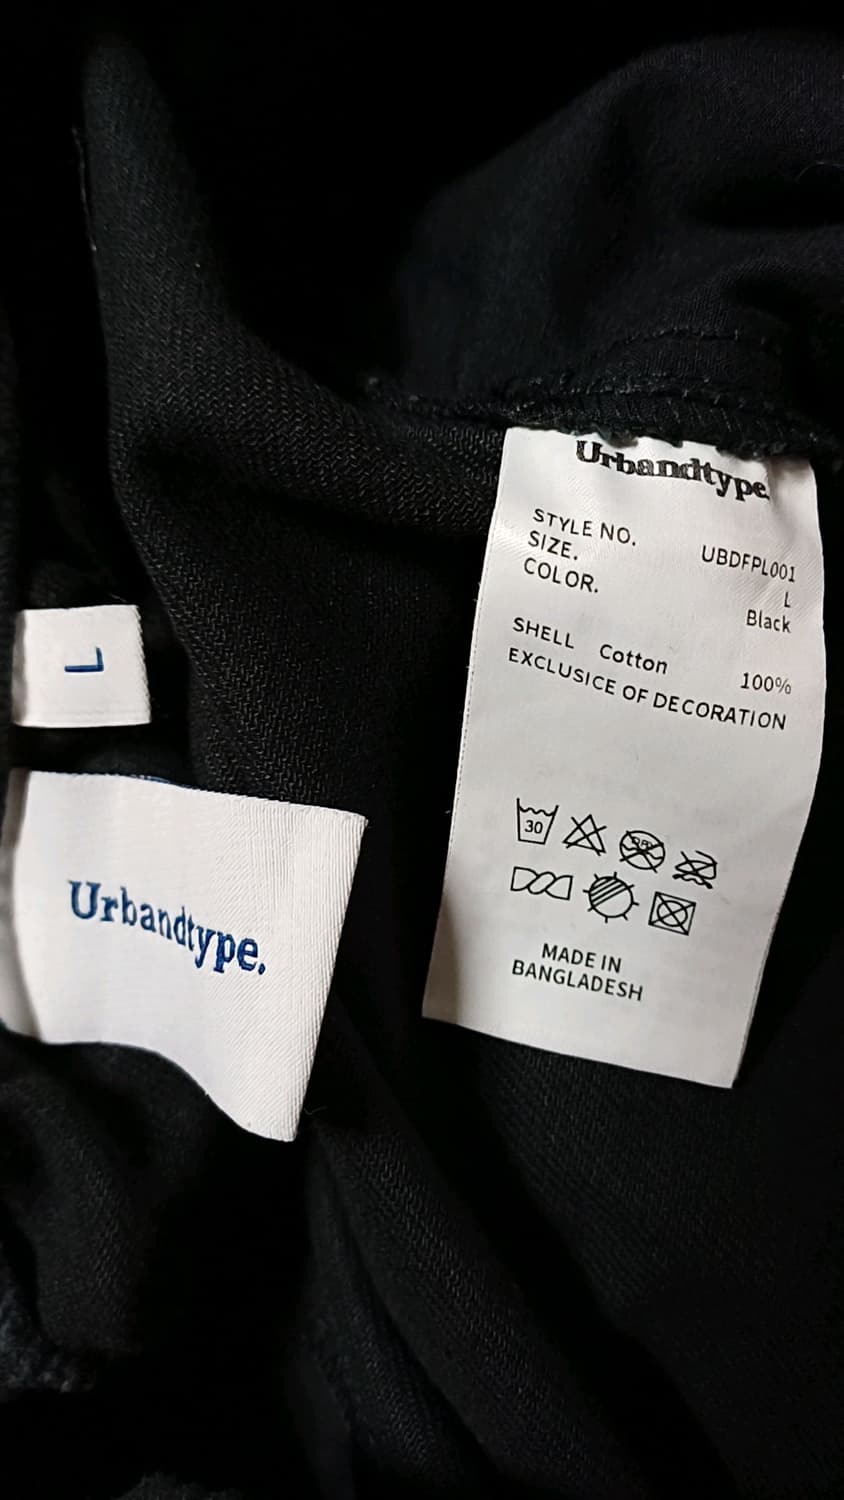 Urbandtype.
STYLE NO. UBDFPL001
SIZE. L
COLOR. Black
SHELL Cotton 100%
EXCLUSICE OF DECORATION
30
MADE IN
BANGLADESH
L
Urbandtype.